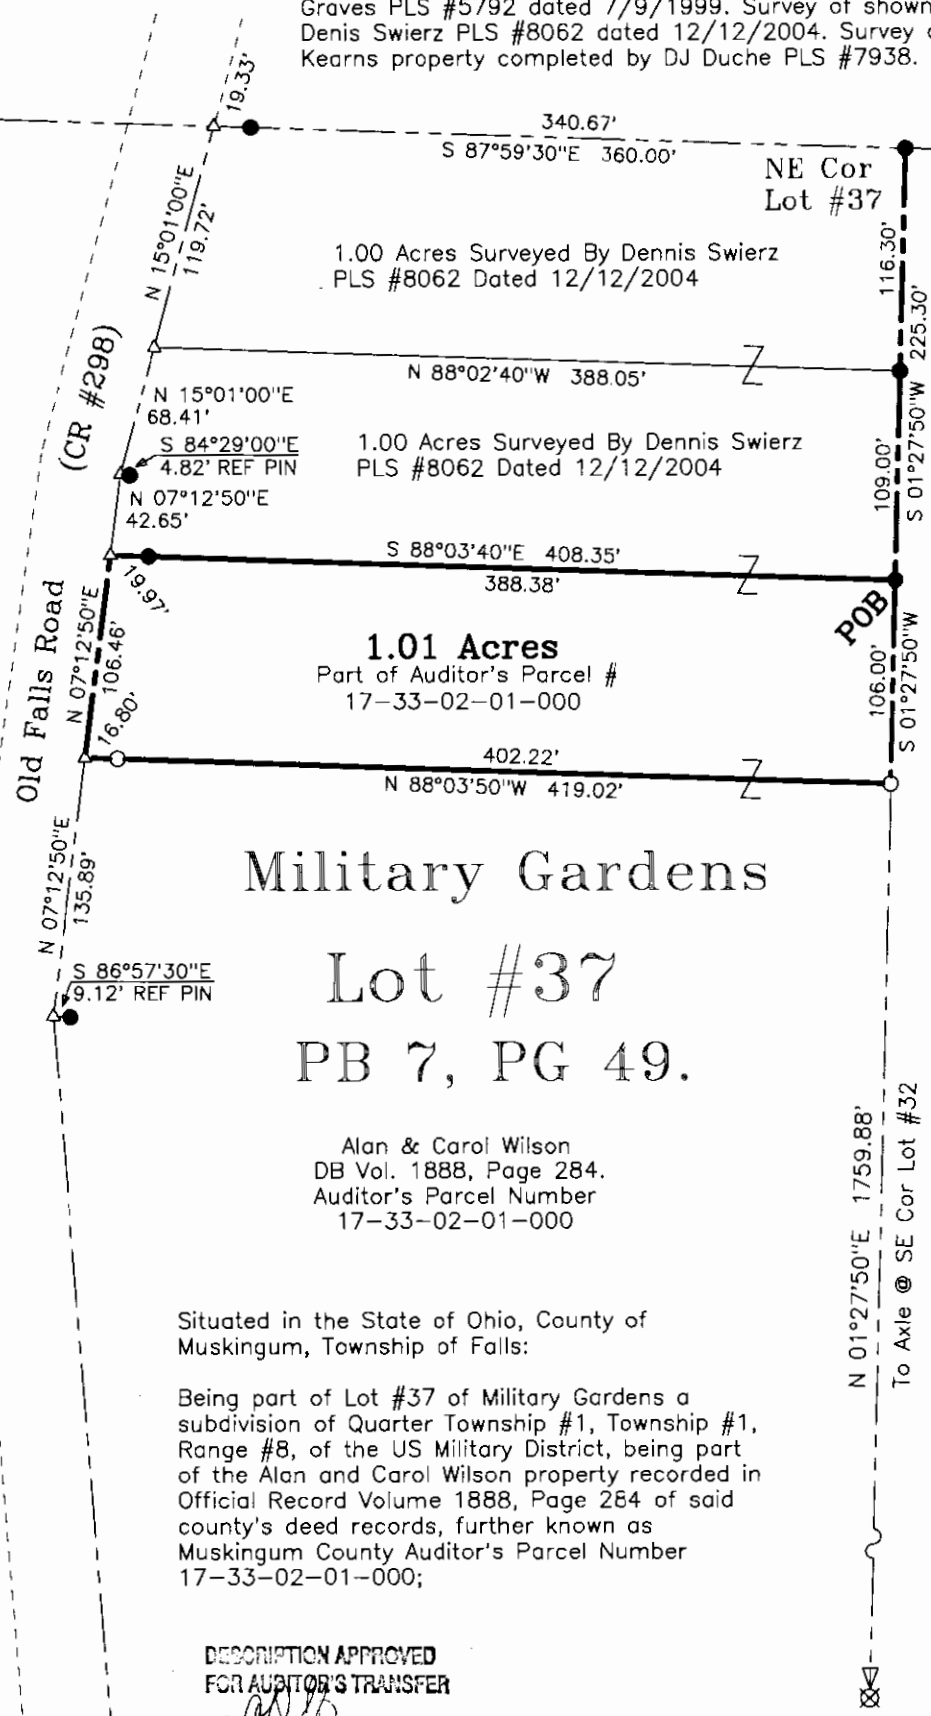 Graves PLS #5792 dated 7/9/1999. Survey of shown
Denis Swierz PLS #8062 dated 12/12/2004. Survey
Kearns property completed by DJ Duche PLS #7938.
19.33'
340.67'
S 87°59'30"E 360.00'
NE Cor
Lot #37
N 15°01'00"E
119.72'
116.30'
225.30'
1.00 Acres Surveyed By Dennis Swierz
PLS #8062 Dated 12/12/2004
(CR #298)
N 88°02'40"W 388.05'
N 15°01'00"E
68.41'
S 84°29'00"E
4.82' REF PIN
1.00 Acres Surveyed By Dennis Swierz
PLS #8062 Dated 12/12/2004
109.00'
S 01°27'50"W
N 07°12'50"E
42.65'
S 88°03'40"E 408.35'
388.38'
19.97'
POB
Old Falls Road
N 07°12'50"E
106.46'
1.01 Acres
Part of Auditor's Parcel #
17-33-02-01-000
106.00'
S 01°27'50"W
16.80'
402.22'
N 88°03'50"W 419.02'
N 07°12'50"E
135.89'
Military Gardens
Lot #37
PB 7, PG 49.
S 86°57'30"E
9.12' REF PIN
Alan & Carol Wilson
DB Vol. 1888, Page 284.
Auditor's Parcel Number
17-33-02-01-000
N 01°27'50"E 1759.88'
To Axle @ SE Cor Lot #32
Situated in the State of Ohio, County of
Muskingum, Township of Falls:
Being part of Lot #37 of Military Gardens a
subdivision of Quarter Township #1, Township #1,
Range #8, of the US Military District, being part
of the Alan and Carol Wilson property recorded in
Official Record Volume 1888, Page 284 of said
county's deed records, further known as
Muskingum County Auditor's Parcel Number
17-33-02-01-000;
DESCRIPTION APPROVED
FOR AUDITOR'S TRANSFER